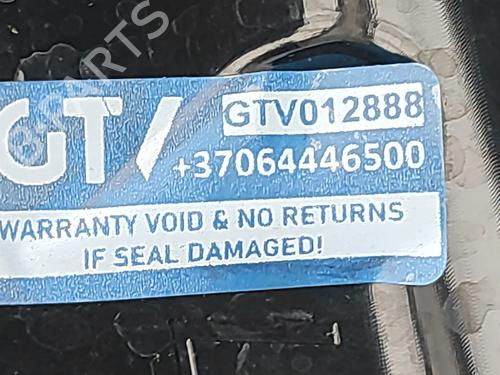 GTV
GTV012888
+37064446500
WARRANTY VOID & NO RETURNS
IF SEAL DAMAGED!